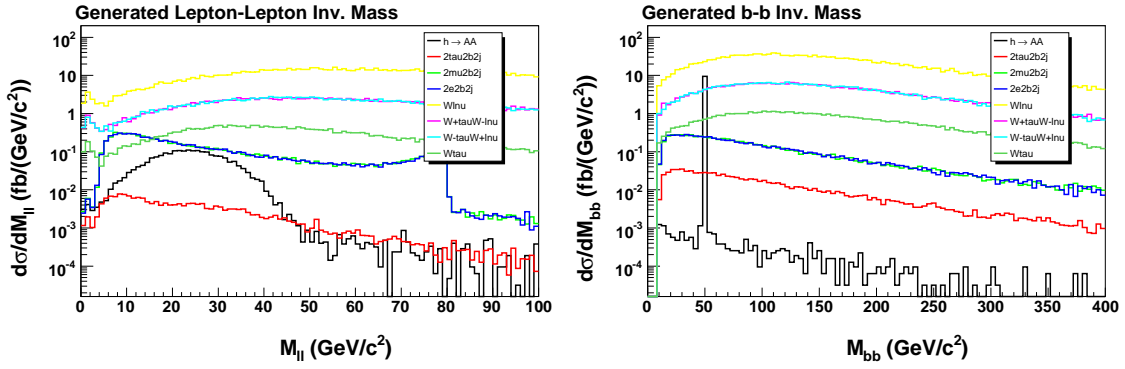 Generated Lepton-Lepton Inv. Mass
dσ/dM_ll (fb/(GeV/c²))
10²
10
1
10⁻¹
10⁻²
10⁻³
10⁻⁴
h → AA
2tau2b2j
2mu2b2j
2e2b2j
Wlnu
W+tauW-lnu
W-tauW+lnu
Wtau
0 10 20 30 40 50 60 70 80 90 100
M_ll (GeV/c²)
Generated b-b Inv. Mass
dσ/dM_bb (fb/(GeV/c²))
10²
10
1
10⁻¹
10⁻²
10⁻³
10⁻⁴
h → AA
2tau2b2j
2mu2b2j
2e2b2j
Wlnu
W+tauW-lnu
W-tauW+lnu
Wtau
0 50 100 150 200 250 300 350 400
M_bb (GeV/c²)